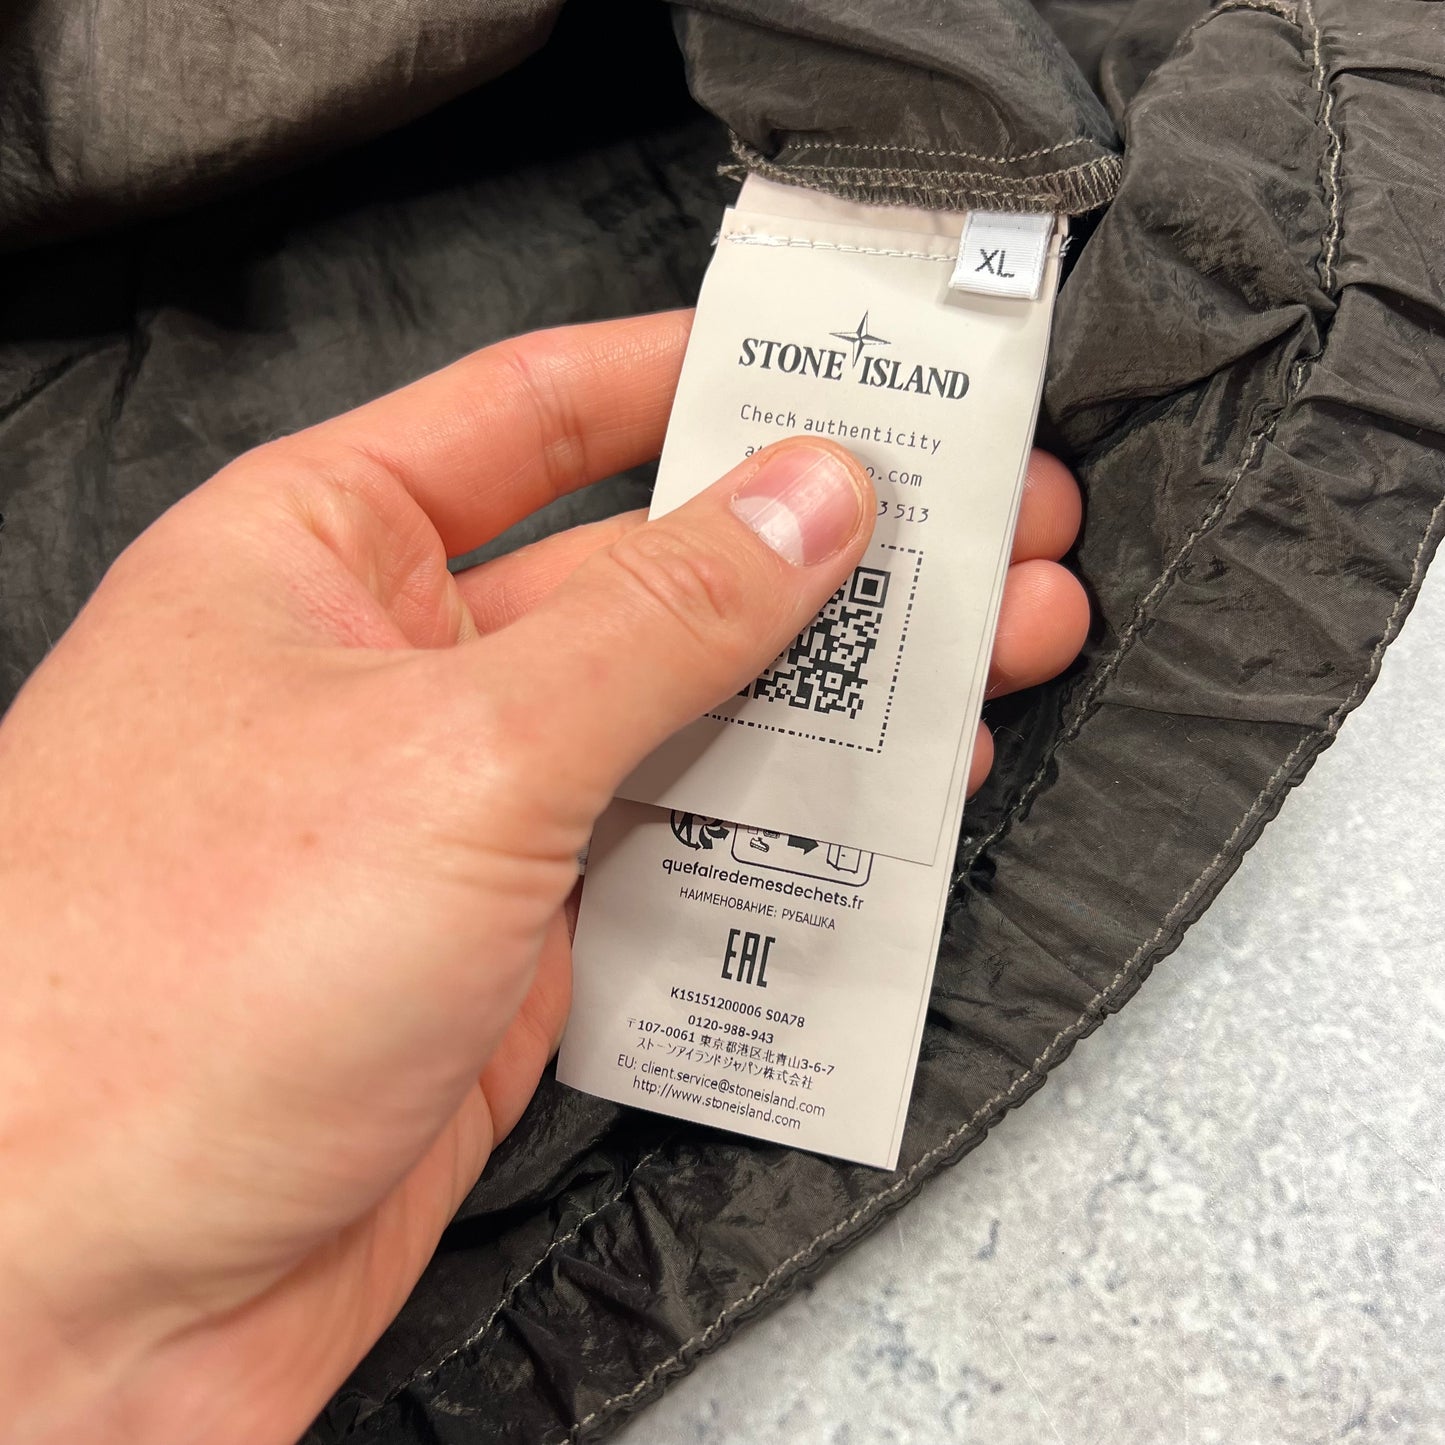 XL
STONE ISLAND
Check authenticity
.com
3 513
quefairedemesdechets.fr
НАИМЕНОВАНИЕ: РУБАШКА
EAC
K1S151200006 S0A78
0120-988-943
〒107-0061 東京都港区北青山3-6-7
ストーンアイランドジャパン株式会社
EU: client.service@stoneisland.com
http://www.stoneisland.com